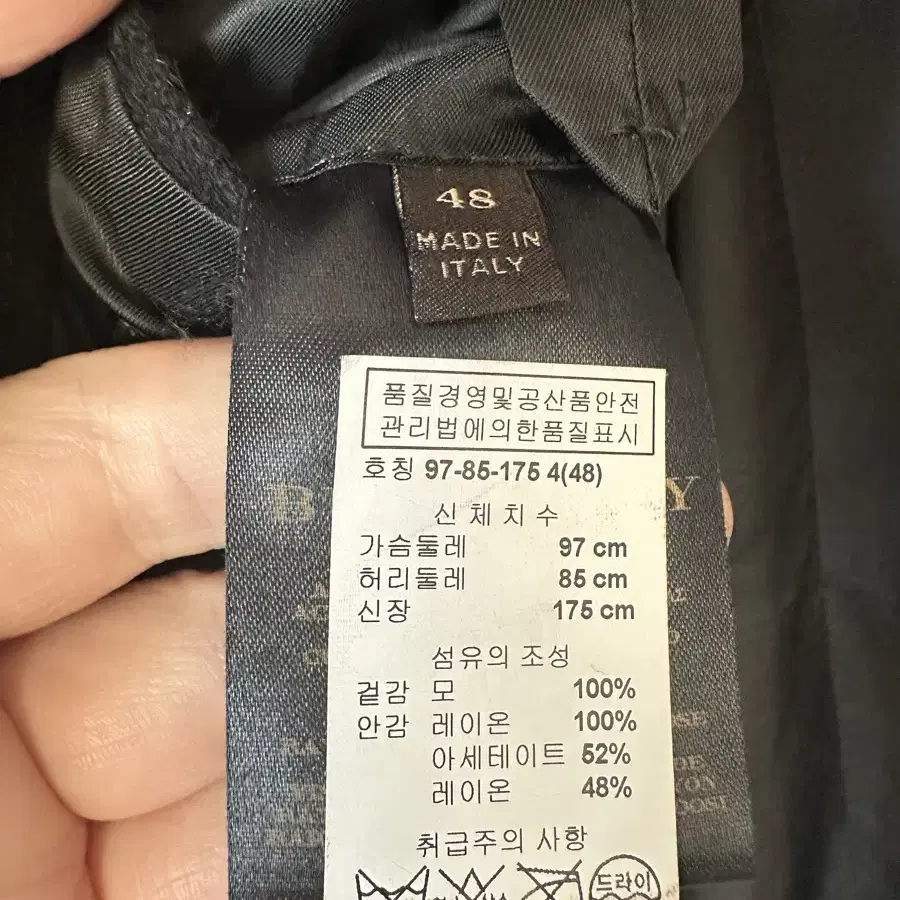 48
MADE IN
ITALY
품질경영및공산품안전
관리법에의한품질표시
호칭 97-85-175 4(48)
신체치수
가슴둘레 97 cm
허리둘레 85 cm
신장 175 cm
섬유의 조성
겉감 모 100%
안감 레이온 100%
아세테이트 52%
레이온 48%
취급주의 사항
드라이